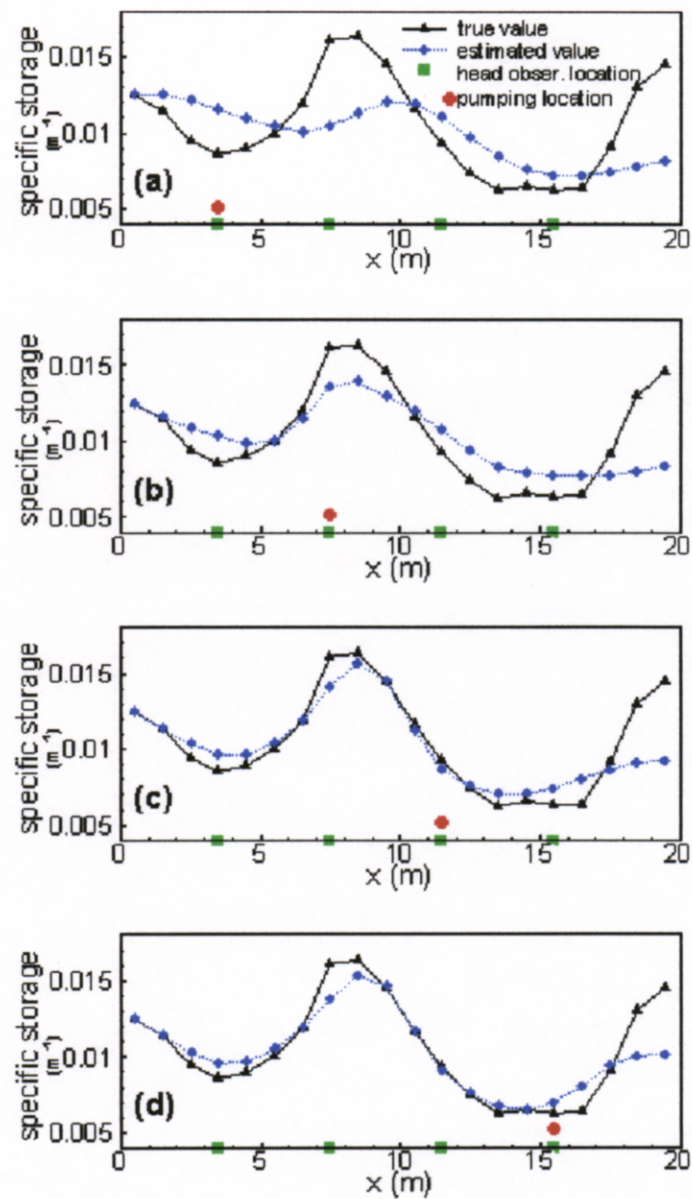 true value
estimated value
head obser. location
pumping location
specific storage
(m⁻¹)
0.015
0.01
0.005
(a)
0 5 10 15 20
x (m)
specific storage
(m⁻¹)
0.015
0.01
0.005
(b)
0 5 10 15 20
x (m)
specific storage
(m⁻¹)
0.015
0.01
0.005
(c)
0 5 10 15 20
x (m)
specific storage
(m⁻¹)
0.015
0.01
0.005
(d)
0 5 10 15 20
x (m)